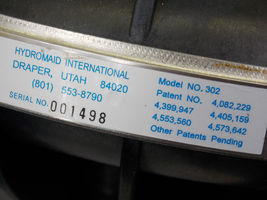 HYDROMAID INTERNATIONAL
DRAPER, UTAH 84020
(801) 553-8790
SERIAL NO. 001498
Model NO. 302
Patent NO. 4,082,229
4,399,947 4,405,159
4,553,560 4,573,642
Other Patents Pending